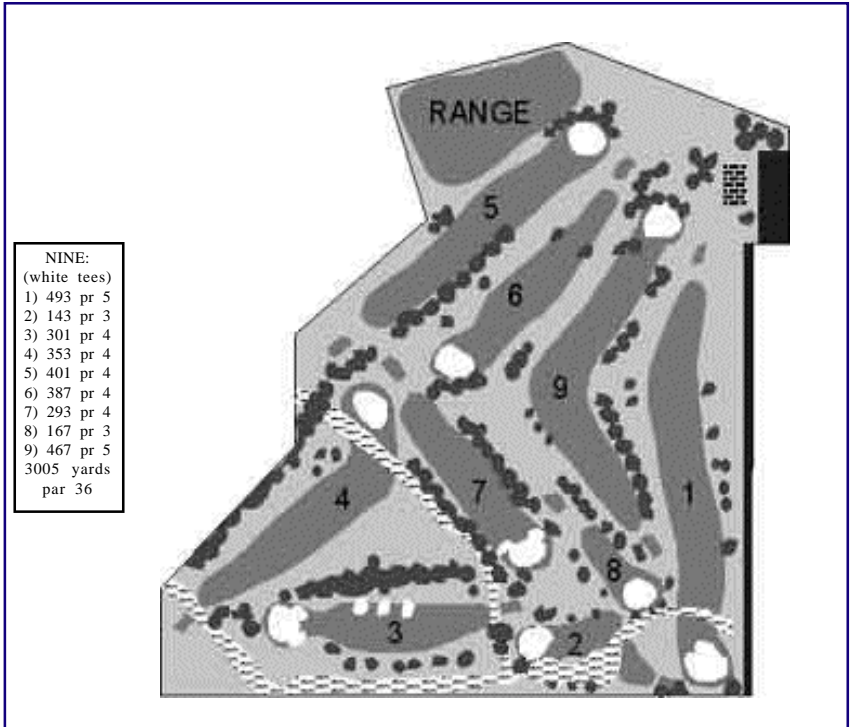 RANGE
5
6
9
1
4
7
8
3
2
NINE:
(white tees)
1) 493 pr 5
2) 143 pr 3
3) 301 pr 4
4) 353 pr 4
5) 401 pr 4
6) 387 pr 4
7) 293 pr 4
8) 167 pr 3
9) 467 pr 5
3005 yards
par 36